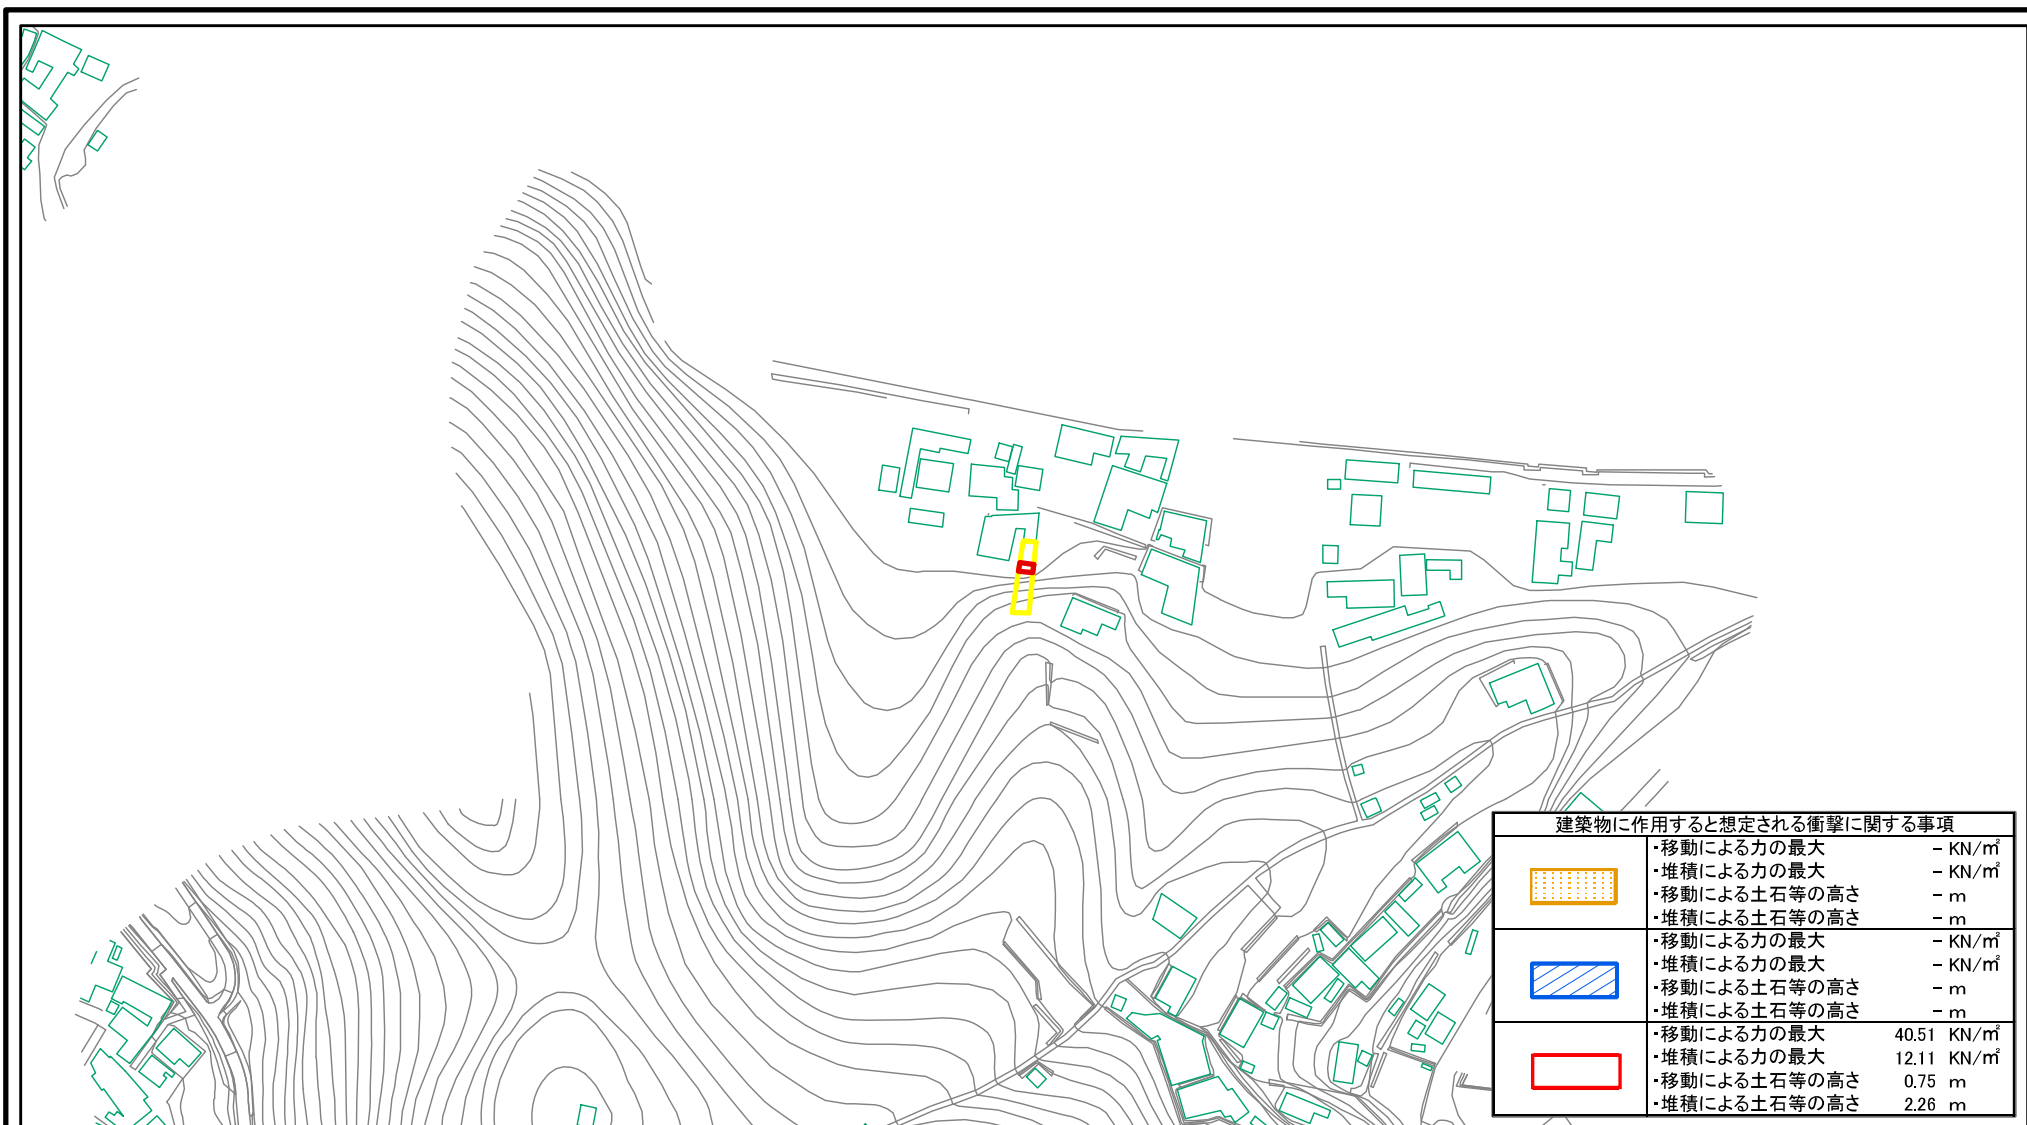 建築物に作用すると想定される衝撃に関する事項
・移動による力の最大 - KN/㎡
・堆積による力の最大 - KN/㎡
・移動による土石等の高さ - m
・堆積による土石等の高さ - m
・移動による力の最大 - KN/㎡
・堆積による力の最大 - KN/㎡
・移動による土石等の高さ - m
・堆積による土石等の高さ - m
・移動による力の最大 40.51 KN/㎡
・堆積による力の最大 12.11 KN/㎡
・移動による土石等の高さ 0.75 m
・堆積による土石等の高さ 2.26 m